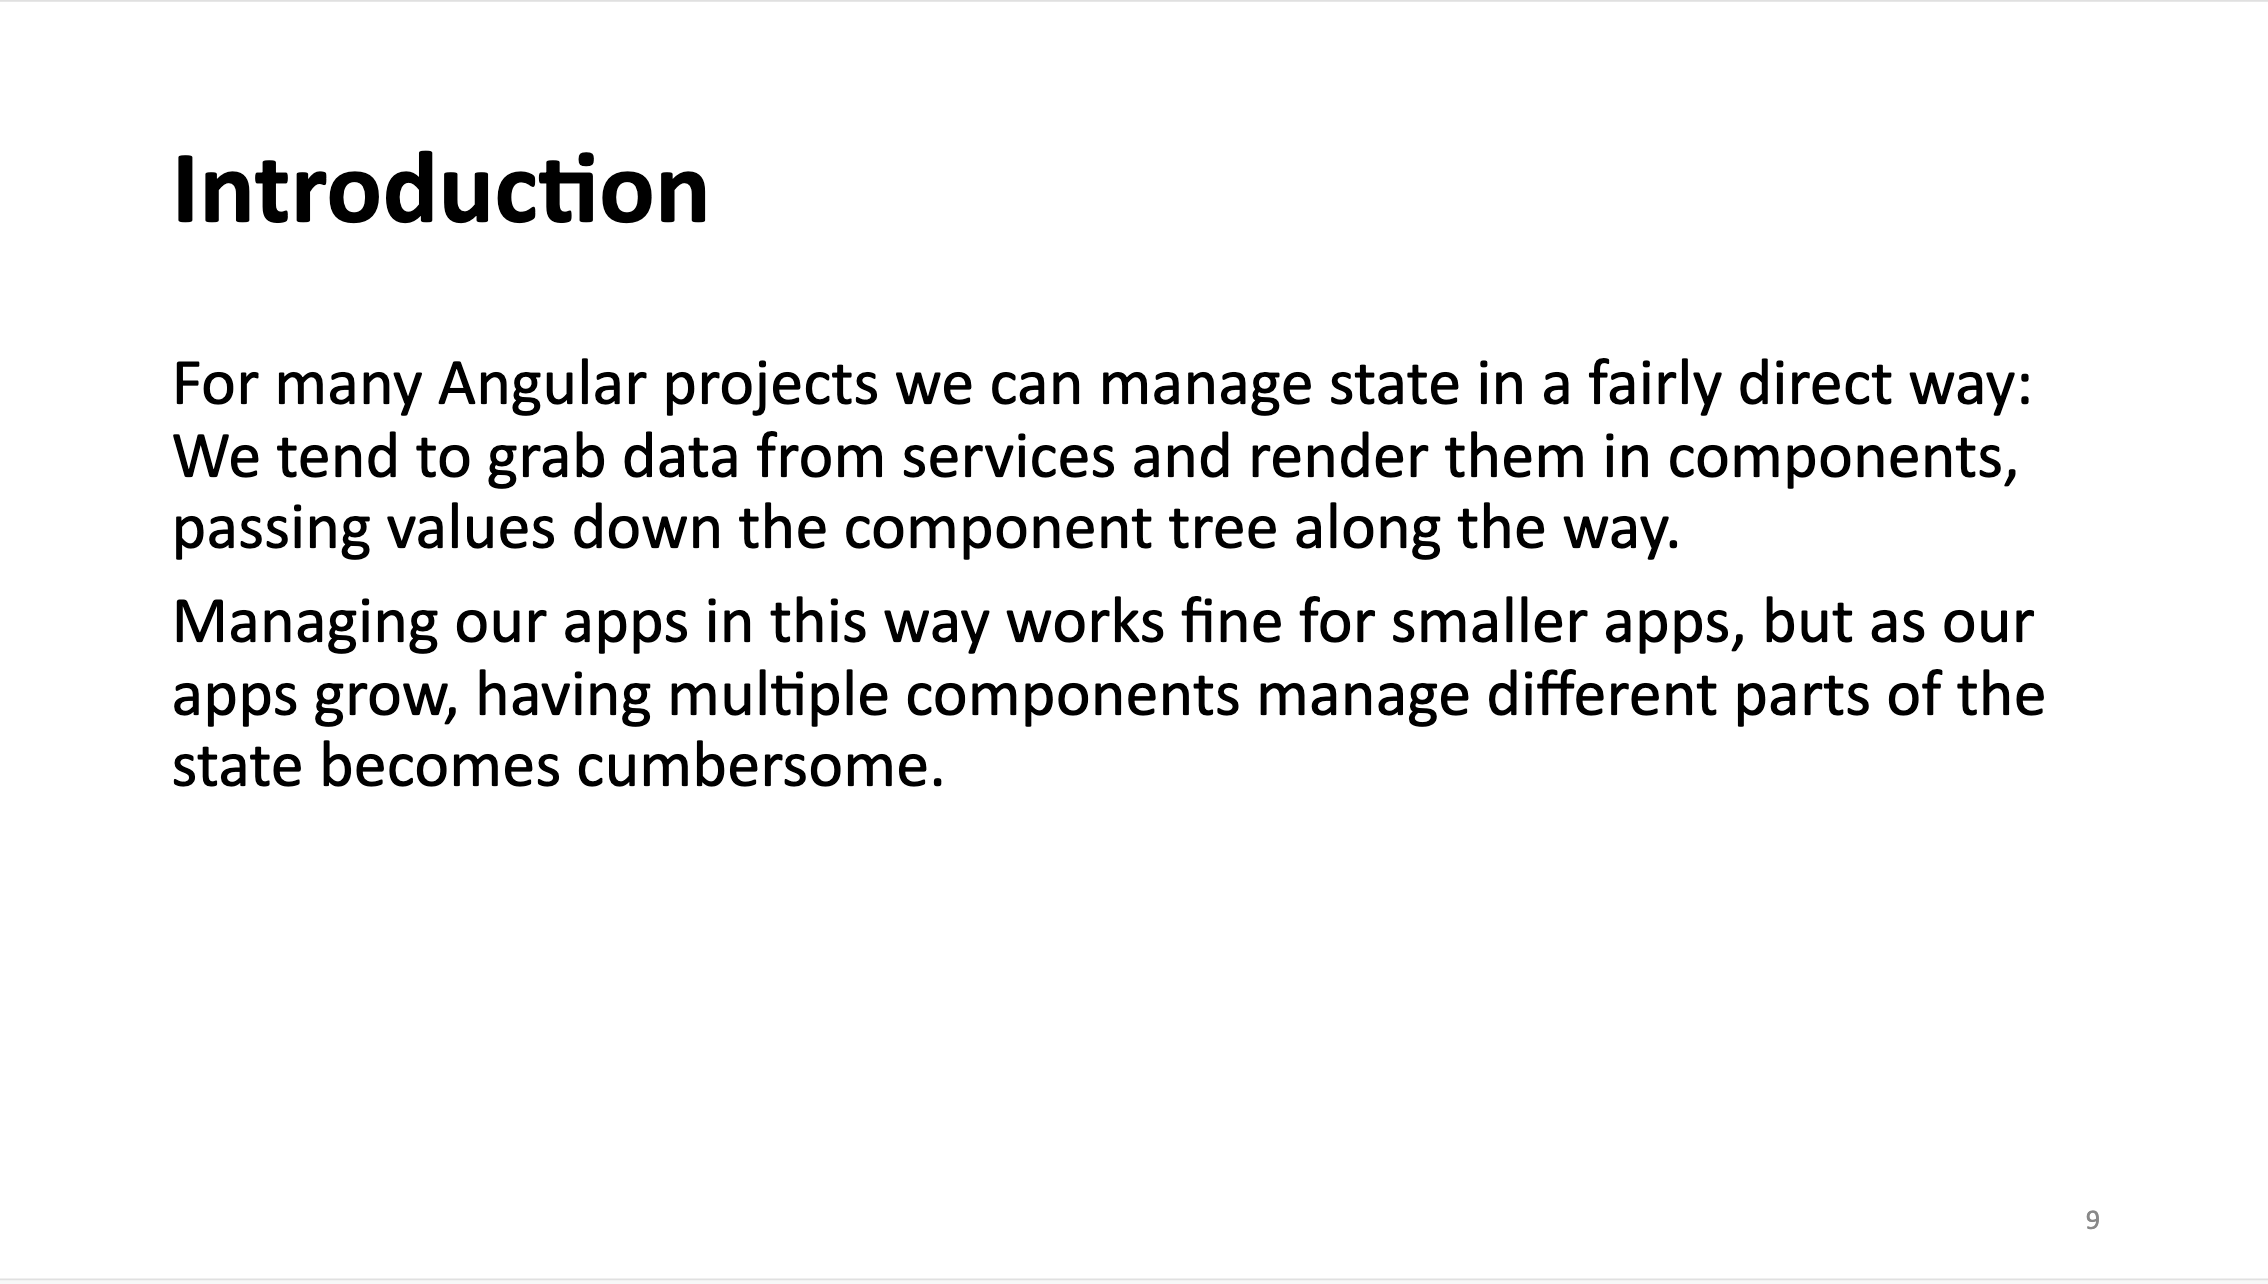 Introduction
For many Angular projects we can manage state in a fairly direct way:
We tend to grab data from services and render them in components,
passing values down the component tree along the way.
Managing our apps in this way works fine for smaller apps, but as our
apps grow, having multiple components manage different parts of the
state becomes cumbersome.
9